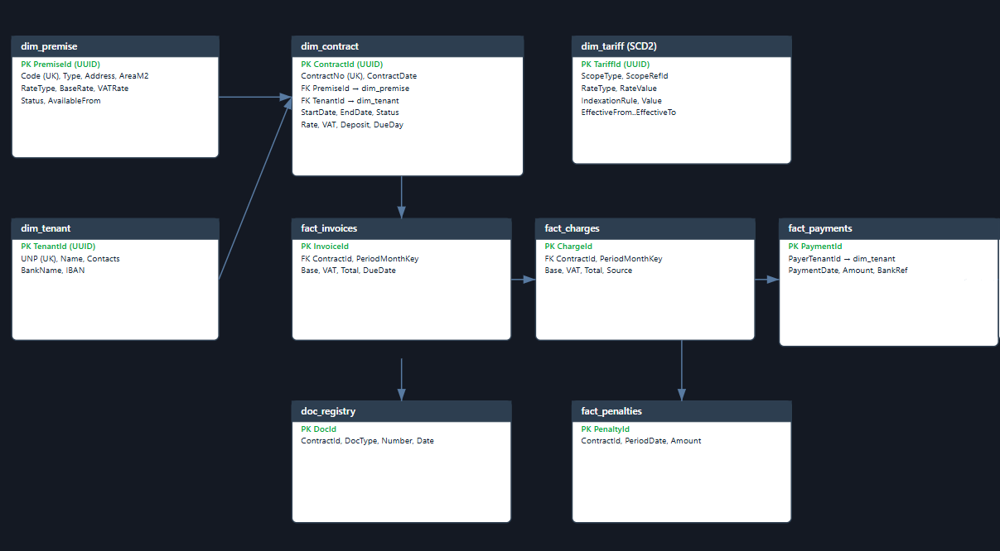 dim_premise
PK PremiseId (UUID)
Code (UK), Type, Address, AreaM2
RateType, BaseRate, VATRate
Status, AvailableFrom
dim_contract
PK ContractId (UUID)
ContractNo (UK), ContractDate
FK PremiseId → dim_premise
FK TenantId → dim_tenant
StartDate, EndDate, Status
Rate, VAT, Deposit, DueDay
dim_tariff (SCD2)
PK TariffId (UUID)
ScopeType, ScopeRefId
RateType, RateValue
IndexationRule, Value
EffectiveFrom..EffectiveTo
dim_tenant
PK TenantId (UUID)
UNP (UK), Name, Contacts
BankName, IBAN
fact_invoices
PK InvoiceId
FK ContractId, PeriodMonthKey
Base, VAT, Total, DueDate
fact_charges
PK ChargeId
FK ContractId, PeriodMonthKey
Base, VAT, Total, Source
fact_payments
PK PaymentId
PayerTenantId → dim_tenant
PaymentDate, Amount, BankRef
doc_registry
PK DocId
ContractId, DocType, Number, Date
fact_penalties
PK PenaltyId
ContractId, PeriodDate, Amount